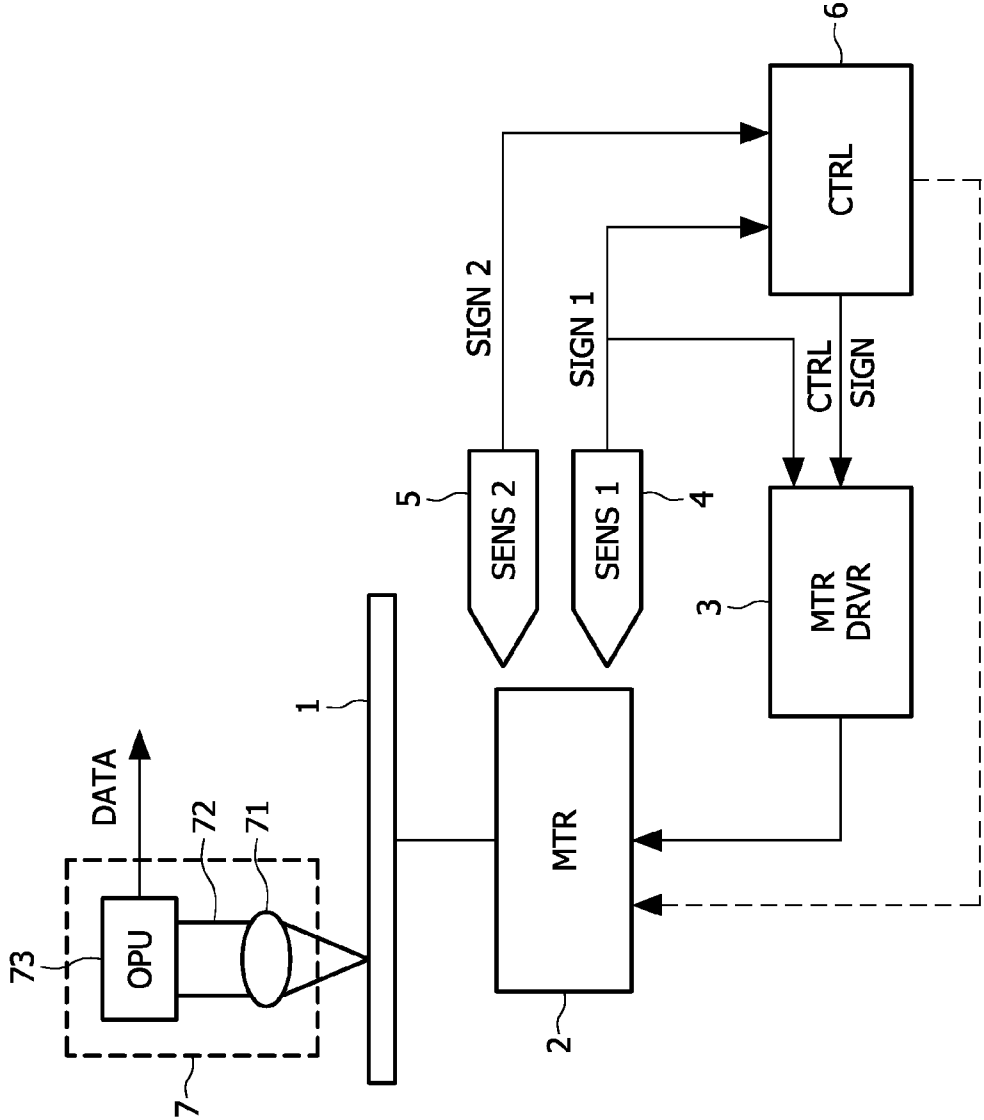 DATA
72
71
73
OPU
7
1
5
SENS 2
SIGN 2
SENS 1
4
SIGN 1
MTR
2
3
MTR
DRVR
CTRL
SIGN
CTRL
6